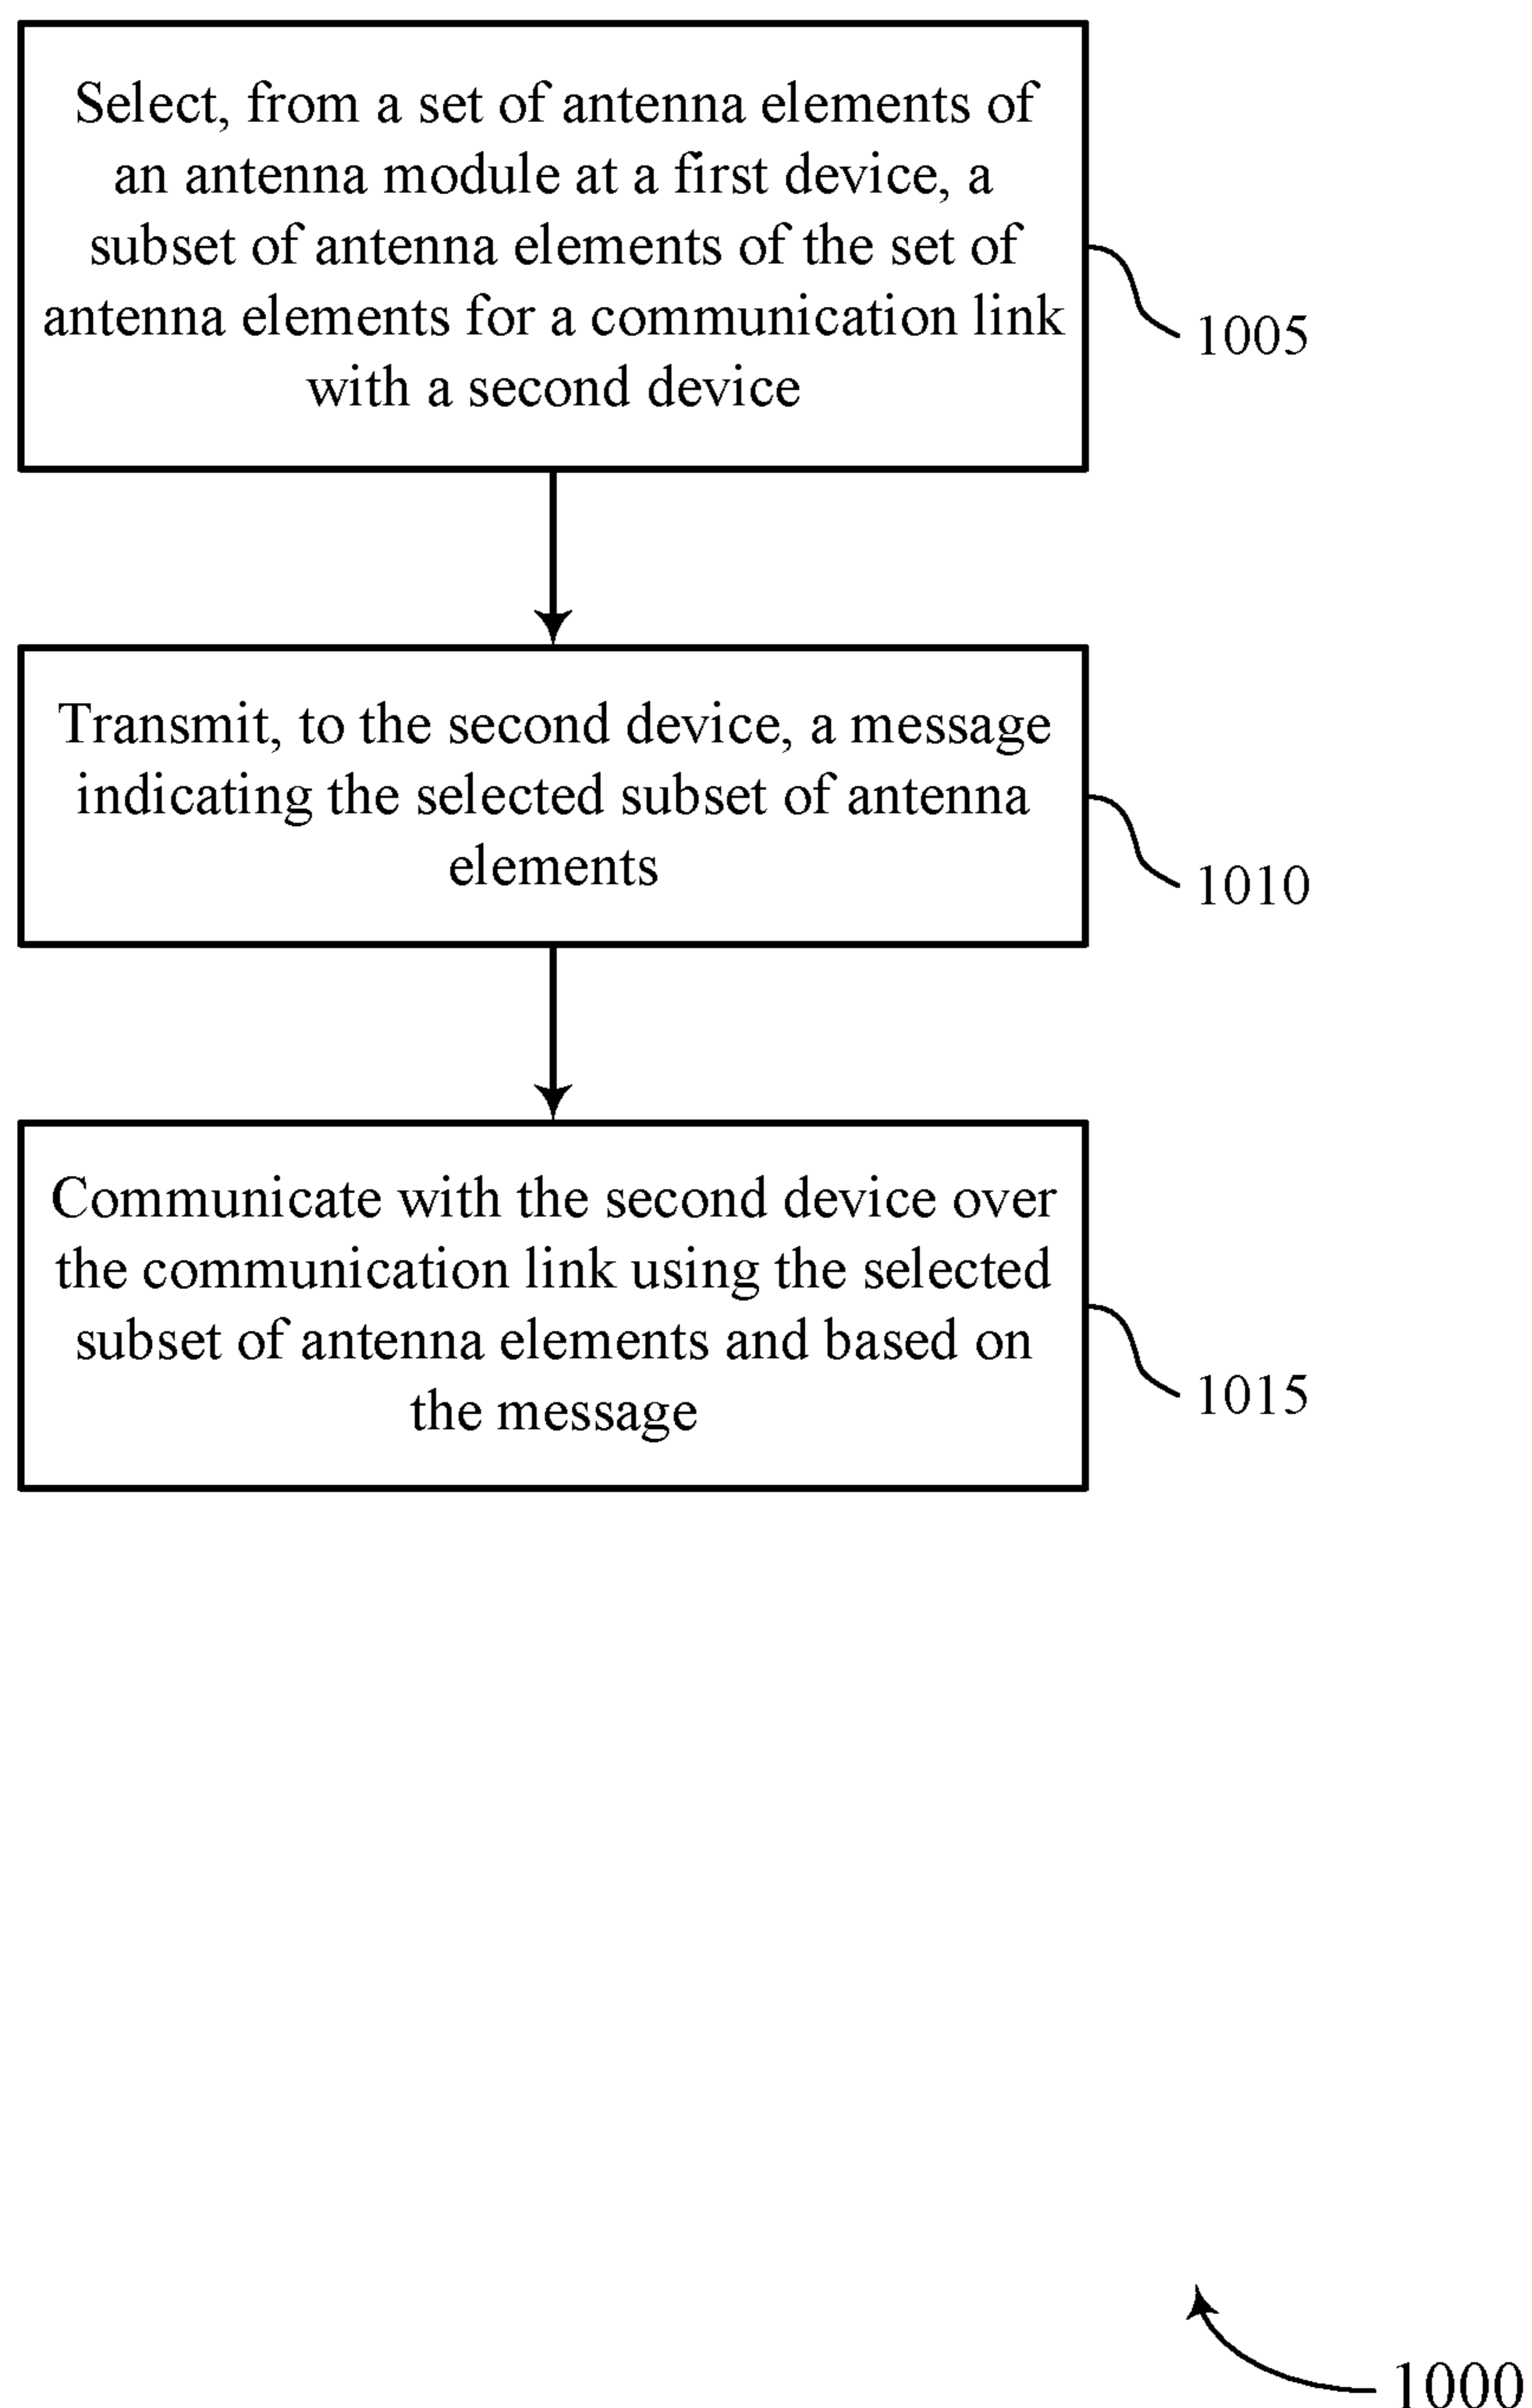 Select, from a set of antenna elements of
an antenna module at a first device, a
subset of antenna elements of the set of
antenna elements for a communication link
with a second device
1005
Transmit, to the second device, a message
indicating the selected subset of antenna
elements
1010
Communicate with the second device over
the communication link using the selected
subset of antenna elements and based on
the message
1015
1000